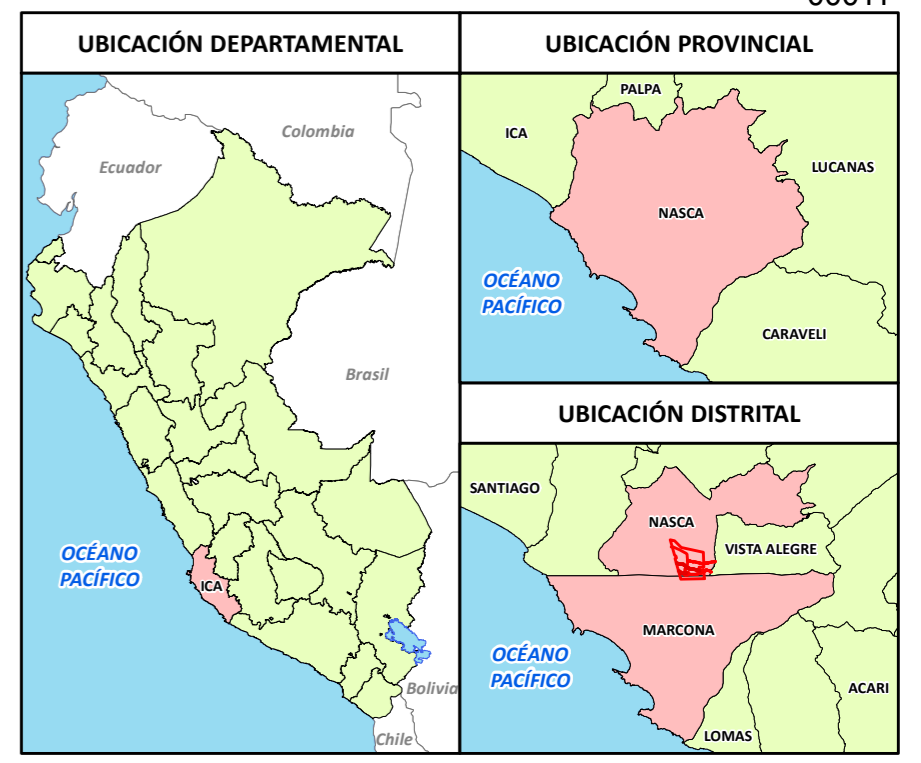 UBICACIÓN DEPARTAMENTAL
Colombia
Ecuador
Brasil
OCÉANO
PACÍFICO
ICA
Bolivia
Chile
UBICACIÓN PROVINCIAL
PALPA
ICA
LUCANAS
NASCA
OCÉANO
PACÍFICO
CARAVELI
UBICACIÓN DISTRITAL
SANTIAGO
NASCA
VISTA ALEGRE
MARCONA
OCÉANO
PACÍFICO
ACARI
LOMAS